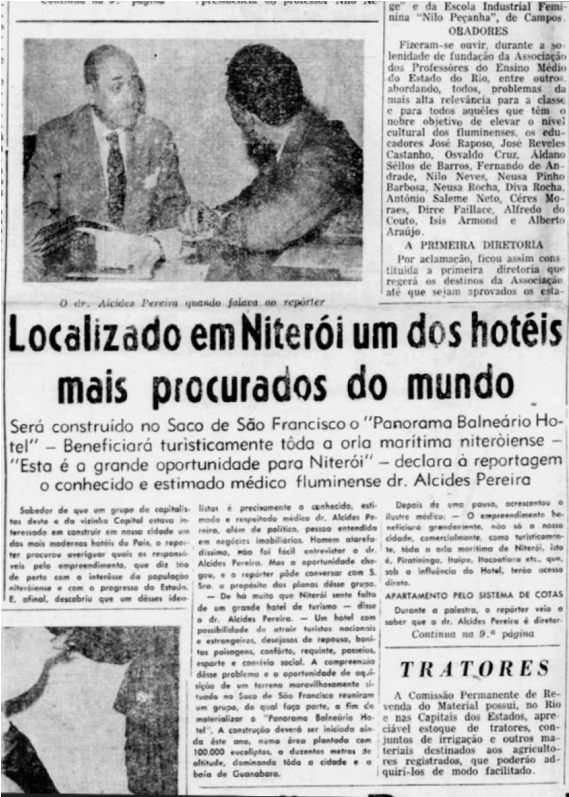 Continua na 9.ª página
ge" e da Escola Industrial Femi-
nina "Nilo Peçanha", de Campos.
ORADORES
Fizeram-se ouvir, durante a so-
lenidade de fundação da Associação
dos Professôres do Ensino Médio
do Estado do Rio, entre outros,
abordando, todos, problemas da
mais alta relevância para a classe
e para todos aquêles que têm o
nobre objetivo de elevar o nível
cultural dos fluminenses, os edu-
cadores José Raposo, José Reveles
Castanho, Osvaldo Cruz, Aldano
Séllos de Barros, Fernando de An-
drade, Nilo Neves, Neusa Pinho
Barbosa, Neusa Rocha, Diva Rocha,
Antônio Saleme Neto, Céres Mo-
raes, Dirce Faillace, Alfredo do
Couto, Isis Armond e Alberto
Araújo.
A PRIMEIRA DIRETORIA
Por aclamação, ficou assim cons-
tituída a primeira diretoria que
regerá os destinos da Associação
até que sejam aprovados os esta-
O dr. Alcides Pereira quando falava ao repórter
Localizado em Niterói um dos hotéis
mais procurados do mundo
Será construído no Saco de São Francisco o "Panorama Balneário Ho-
tel" — Beneficiará turìsticamente tôda a orla marítima niteròiense —
"Esta é a grande oportunidade para Niterói" — declara à reportagem
o conhecido e estimado médico fluminense dr. Alcides Pereira
Sabedor de que um grupo de capitalis-
tas desta e da vizinha Capital estava in-
teressado em construir em nossa cidade um
dos mais modernos hotéis do País, o repór-
ter procurou averiguar quais os responsá-
veis pelo empreendimento, que diz tão
de perto com o interêsse da população
niteròiense e com o progresso do Estado.
E, afinal, descobriu que um dêsses idea-
listas é precisamente o conhecido, esti-
mado e respeitado médico dr. Alcides Pe-
reira, além de político, pessoa entendida
em negócios imobiliários. Homem atarefa-
díssimo, não foi fácil entrevistar o dr.
Alcides Pereira. Mas a oportunidade che-
gou, e o repórter pôde conversar com S.
Sra. a propósito dos planos dêsse grupo.
— De há muito que Niterói sente falta
de um grande hotel de turismo — disse
o dr. Alcides Pereira. — Um hotel com
possibilidade de atrair turistas nacionais
e estrangeiros, desejosos de repouso, boni-
tas paisagens, confôrto, requinte, passeios,
esporte e convívio social. A compreensão
dêsse problema e a oportunidade de aqui-
sição de um terreno maravilhosamente si-
tuado no Saco de São Francisco reuniram
um grupo, do qual faço parte, a fim de
materializar o "Panorama Balneário Ho-
tel". A construção deverá ser iniciada ain-
da êste ano, numa área plantada com
100.000 eucaliptos, a duzentos metros de
altitude, dominando tôda a cidade e a
baía de Guanabara.
Depois de uma pausa, acrescentou o
ilustre médico: — O empreendimento be-
neficiará grandemente, não só a nossa
cidade, comercialmente, como turisticamen-
te, tôda a orla marítima de Niterói, isto
é, Piratininga, Itaipu, Itacoatiara etc., que,
sob a influência do Hotel, terão acesso
direto.
APARTAMENTO PELO SISTEMA DE COTAS
Durante a palestra, o repórter veio a
saber que o dr. Alcides Pereira é diretor-
Continua na 9.ª página
TRATORES
A Comissão Permanente de Re-
venda do Material possui, no Rio
e nas Capitais dos Estados, apre-
ciável estoque de tratores, con-
juntos de irrigação e outros ma-
teriais destinados aos agriculto-
res registrados, que poderão ad-
quiri-los de modo facilitado.